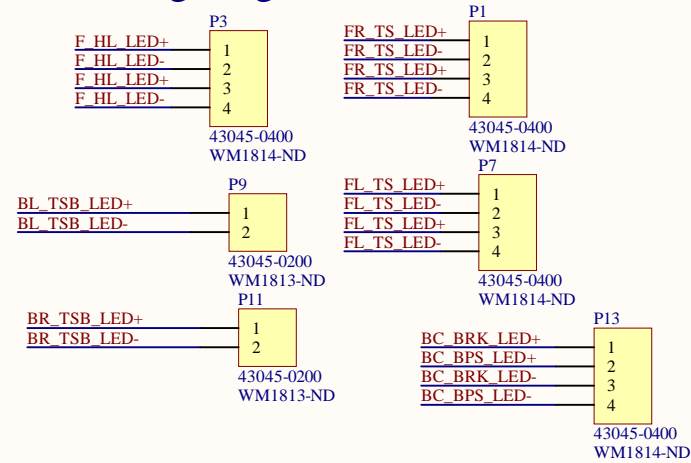 P3
F_HL_LED+ 1
F_HL_LED- 2
F_HL_LED+ 3
F_HL_LED- 4
43045-0400
WM1814-ND
P1
FR_TS_LED+ 1
FR_TS_LED- 2
FR_TS_LED+ 3
FR_TS_LED- 4
43045-0400
WM1814-ND
P9
BL_TSB_LED+ 1
BL_TSB_LED- 2
43045-0200
WM1813-ND
P7
FL_TS_LED+ 1
FL_TS_LED- 2
FL_TS_LED+ 3
FL_TS_LED- 4
43045-0400
WM1814-ND
P11
BR_TSB_LED+ 1
BR_TSB_LED- 2
43045-0200
WM1813-ND
P13
BC_BRK_LED+ 1
BC_BPS_LED+ 2
BC_BRK_LED- 3
BC_BPS_LED- 4
43045-0400
WM1814-ND